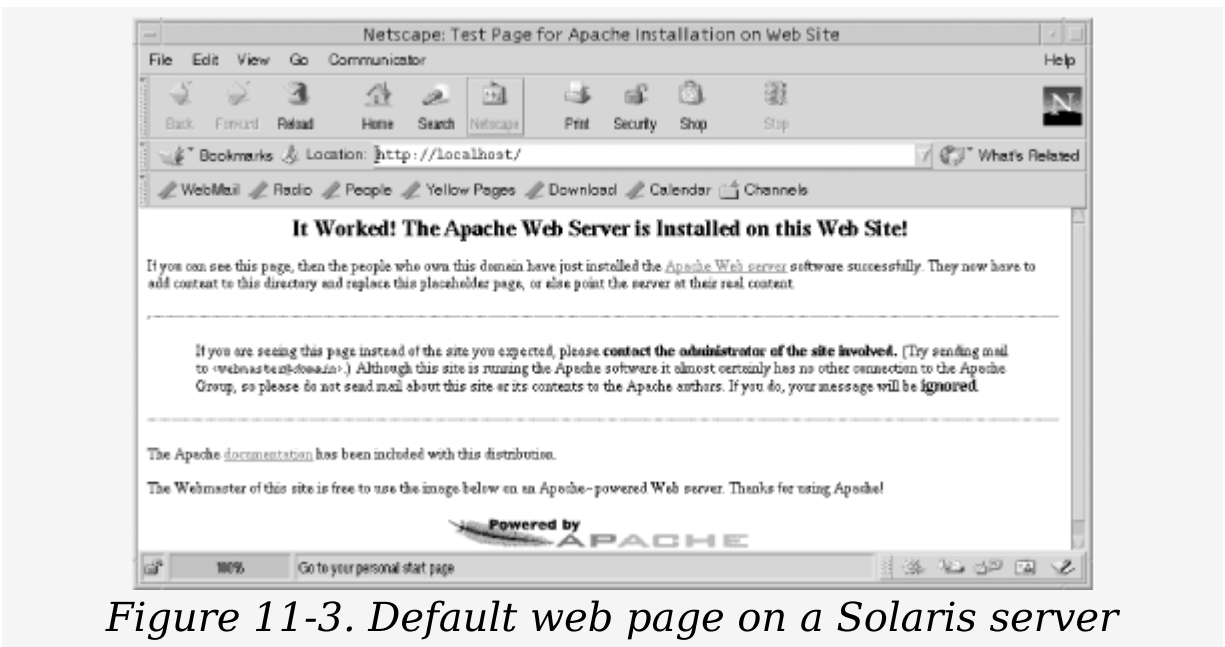 Netscape: Test Page for Apache Installation on Web Site
File Edit View Go Communicator Help
Back Forward Reload Home Search Netscape Print Security Shop Stop
N
Bookmarks Location: http://localhost/ What's Related
WebMail Radio People Yellow Pages Download Calendar Channels
It Worked! The Apache Web Server is Installed on this Web Site!
If you can see this page, then the people who own this domain have just installed the Apache Web server software successfully. They now have to
add content to this directory and replace this placeholder page, or else point the server at their real content.
If you are seeing this page instead of the site you expected, please contact the administrator of the site involved. (Try sending mail
to <webmaster@domain>.) Although this site is running the Apache software it almost certainly has no other connection to the Apache
Group, so please do not send mail about this site or its contents to the Apache authors. If you do, your message will be ignored.
The Apache documentation has been included with this distribution.
The Webmaster of this site is free to use the image below on an Apache-powered Web server. Thanks for using Apache!
Powered by
APACHE
100% Go to your personal start page
Figure 11-3. Default web page on a Solaris server